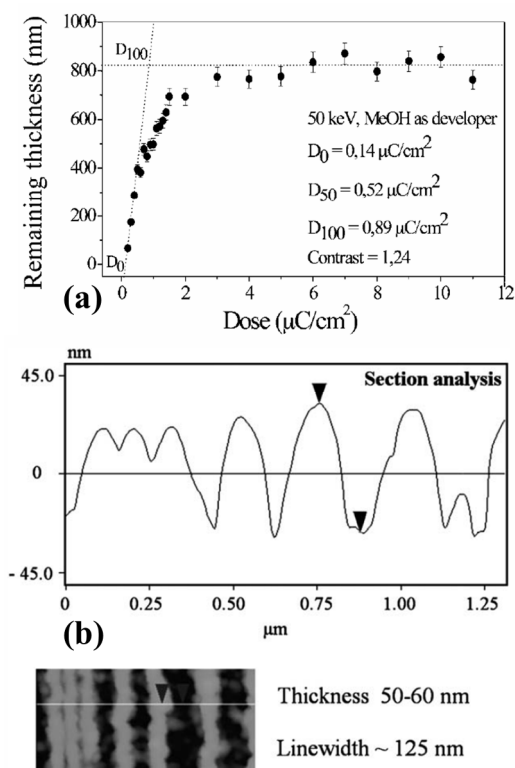 1000
800
600
400
200
0
Remaining thickness (nm)
D100
D0
50 keV, MeOH as developer
D0 = 0,14 μC/cm2
D50 = 0,52 μC/cm2
D100 = 0,89 μC/cm2
Contrast = 1,24
0 2 4 6 8 10 12
(a)
Dose (μC/cm2)
nm
45.0
Section analysis
0
- 45.0
0 0.25 0.50 0.75 1.00 1.25
(b)
μm
Thickness 50-60 nm
Linewidth ~ 125 nm